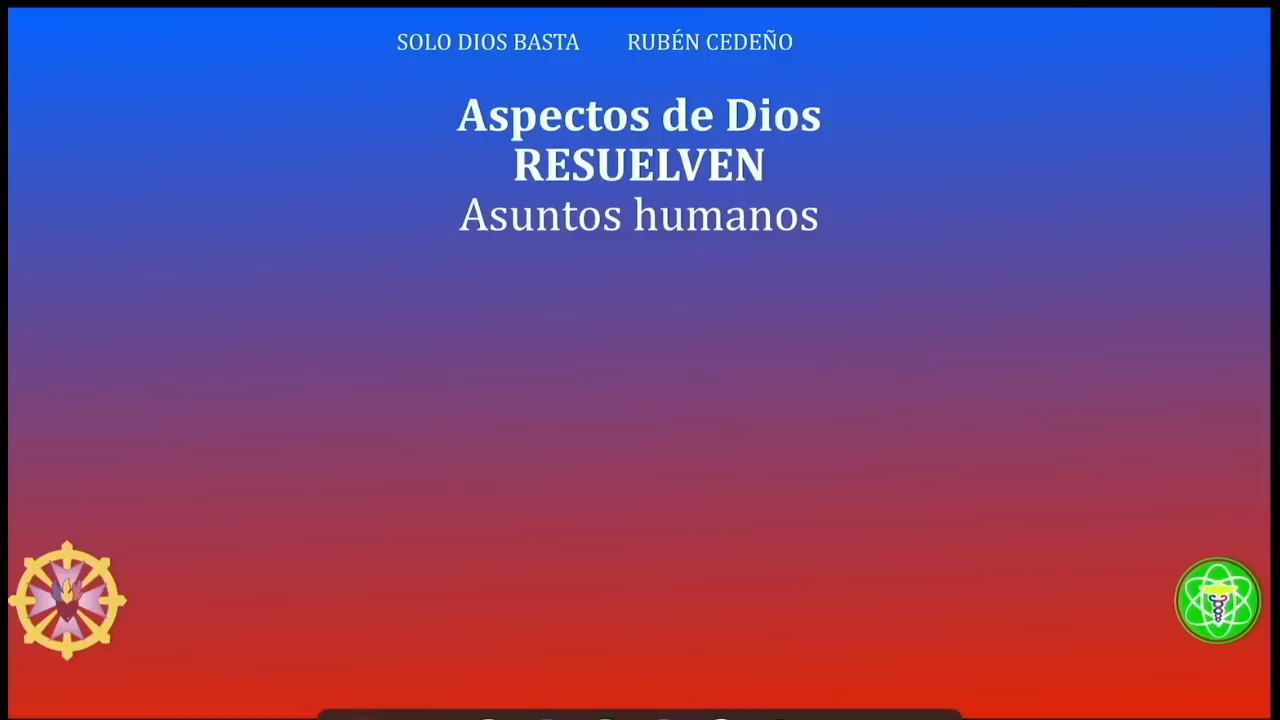 SOLO DIOS BASTA RUBÉN CEDEÑO
Aspectos de Dios
RESUELVEN
Asuntos humanos